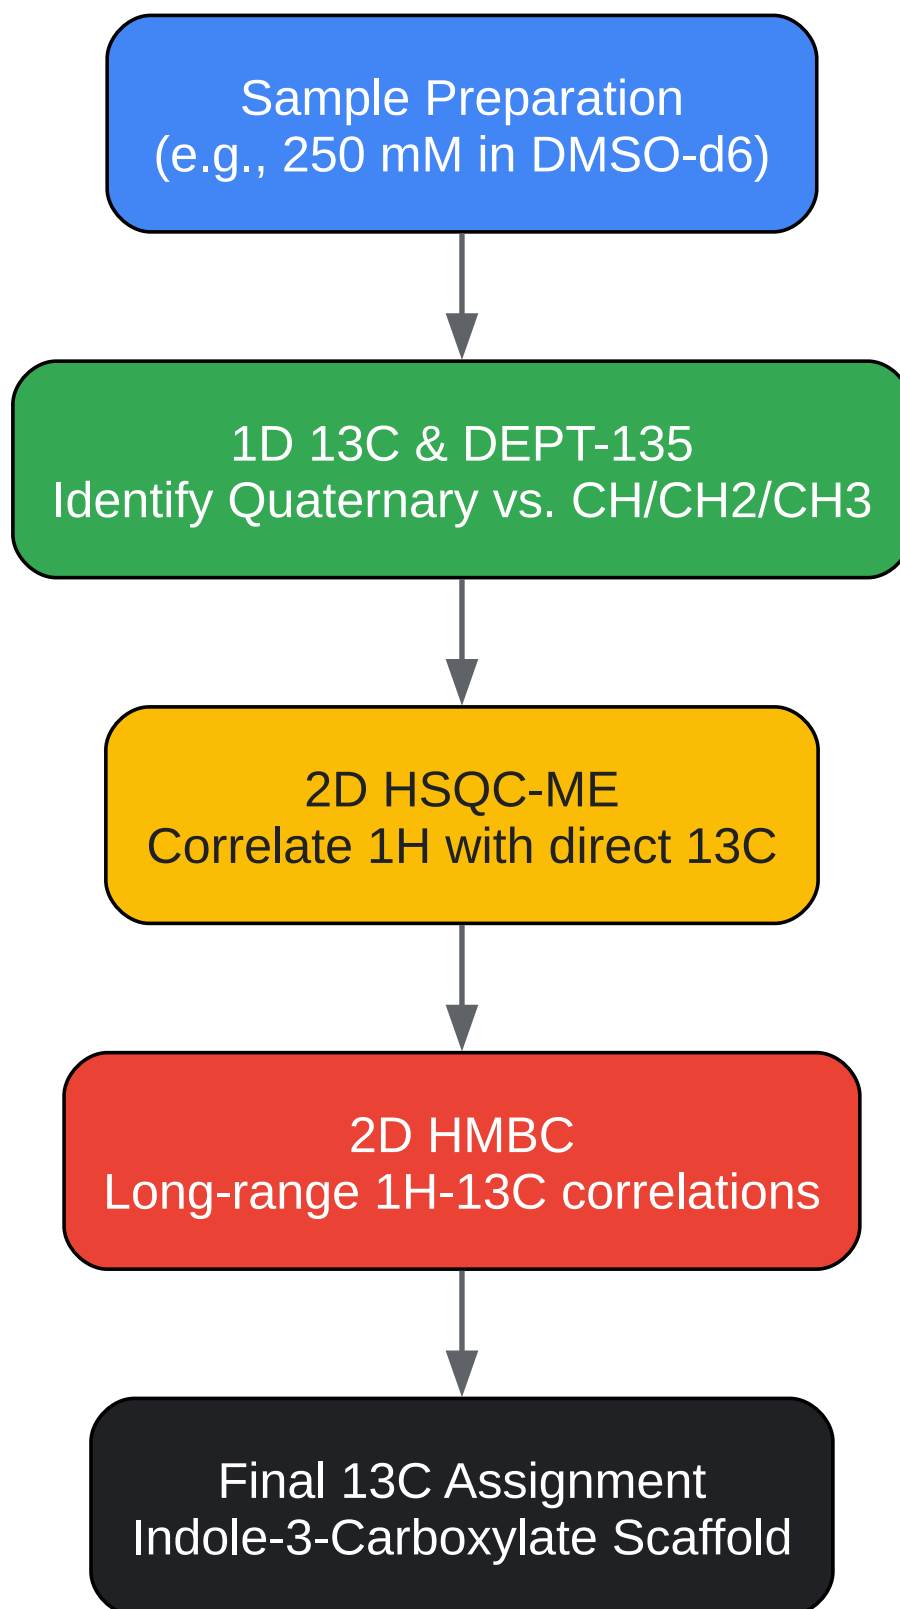 Sample Preparation
(e.g., 250 mM in DMSO-d6)
1D 13C & DEPT-135
Identify Quaternary vs. CH/CH2/CH3
2D HSQC-ME
Correlate 1H with direct 13C
2D HMBC
Long-range 1H-13C correlations
Final 13C Assignment
Indole-3-Carboxylate Scaffold